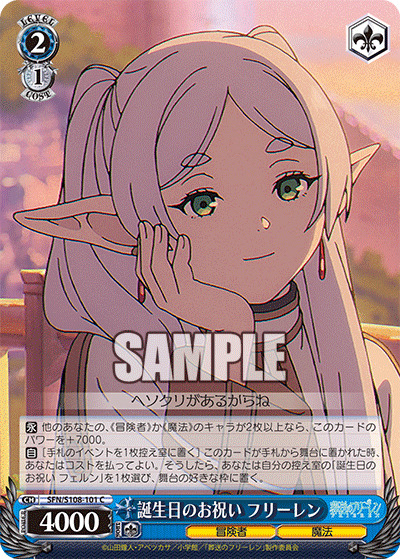 LEVEL
2
1
COST
SAMPLE
ヘソクリがあるからね
永 他のあなたの、《冒険者》か《魔法》のキャラが2枚以上なら、このカードの
パワーを+7000。
自 [手札のイベントを1枚控え室に置く] このカードが手札から舞台に置かれた時、
あなたはコストを払ってよい。そうしたら、あなたは自分の控え室の「誕生日の
お祝い フェルン」を1枚選び、舞台の好きな枠に置く。
CH SFN/S108-101 C
4000
誕生日のお祝い フリーレン
葬送のフリーレン
冒険者
魔法
©山田鐘人・アベツカサ/小学館/「葬送のフリーレン」製作委員会